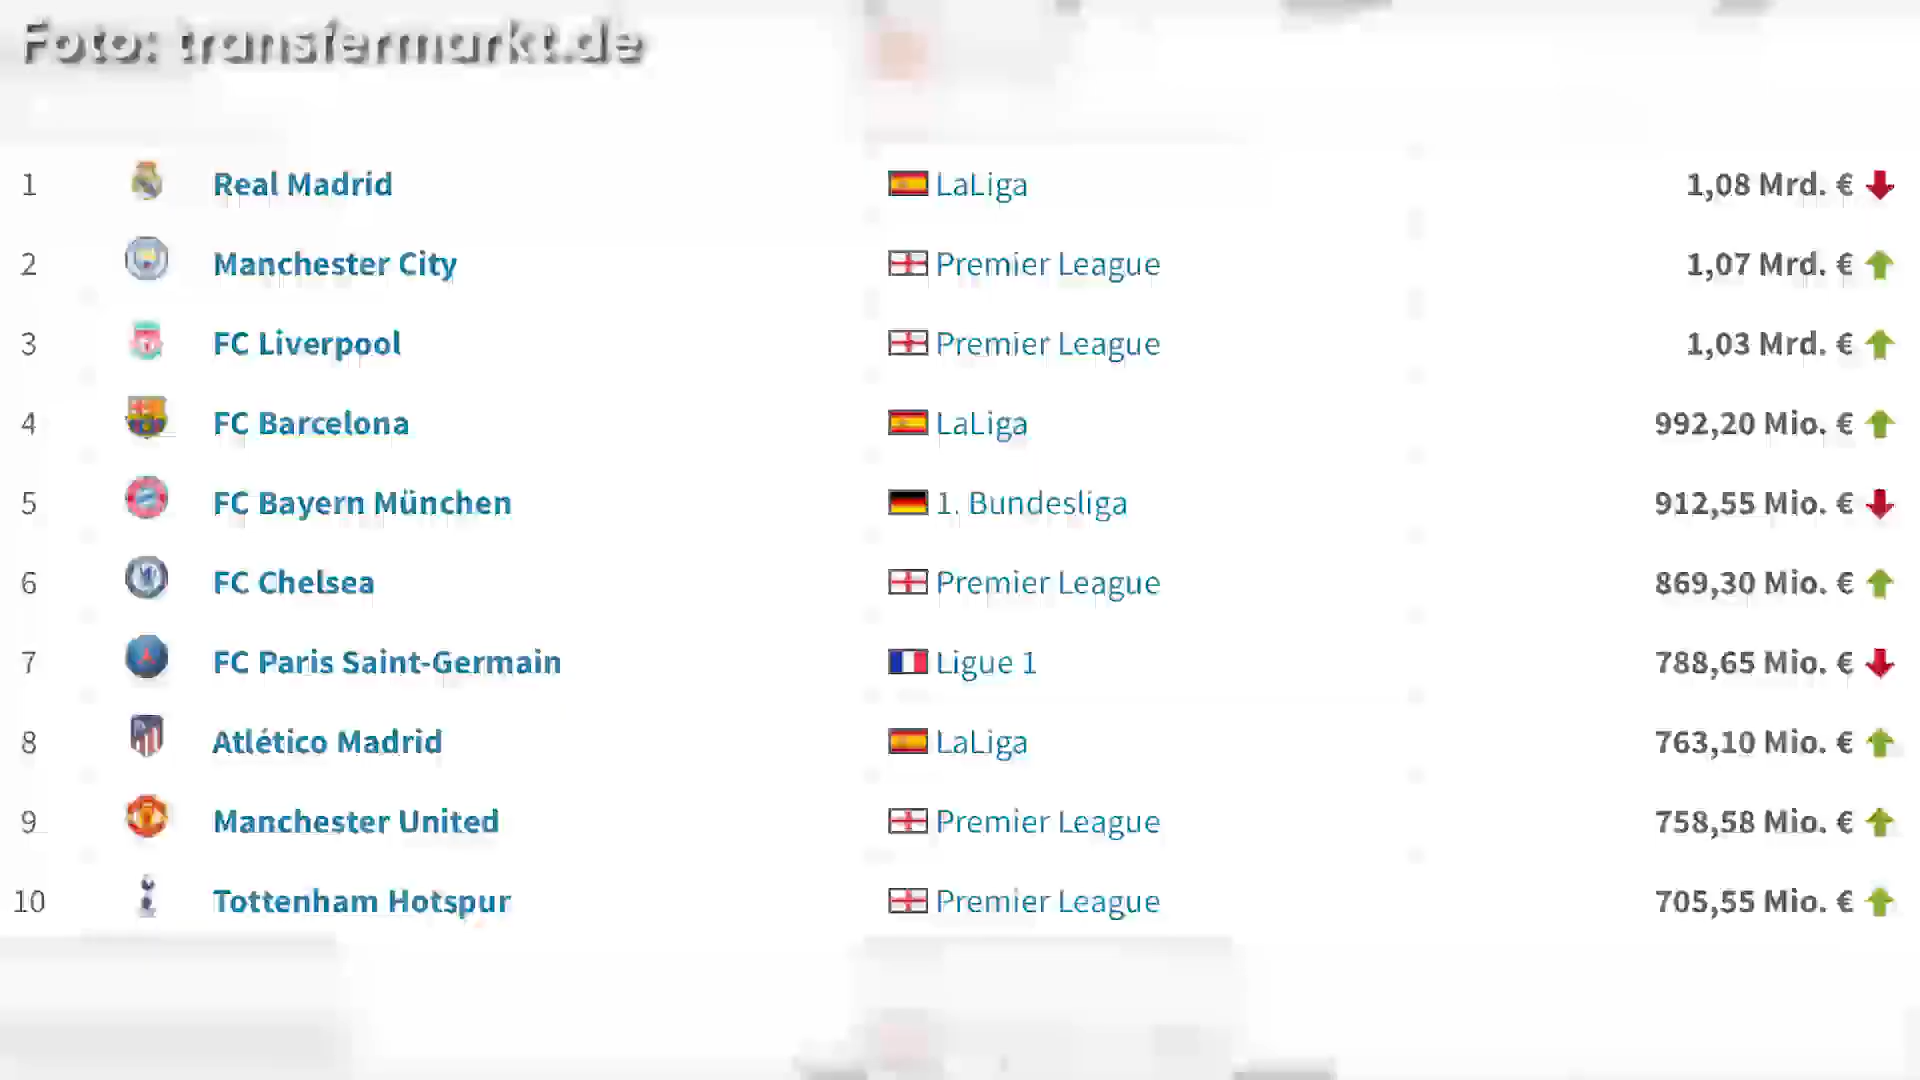 Foto: transfermarkt.de
1 Real Madrid LaLiga 1,08 Mrd. €
2 Manchester City Premier League 1,07 Mrd. €
3 FC Liverpool Premier League 1,03 Mrd. €
4 FC Barcelona LaLiga 992,20 Mio. €
5 FC Bayern München 1. Bundesliga 912,55 Mio. €
6 FC Chelsea Premier League 869,30 Mio. €
7 FC Paris Saint-Germain Ligue 1 788,65 Mio. €
8 Atlético Madrid LaLiga 763,10 Mio. €
9 Manchester United Premier League 758,58 Mio. €
10 Tottenham Hotspur Premier League 705,55 Mio. €